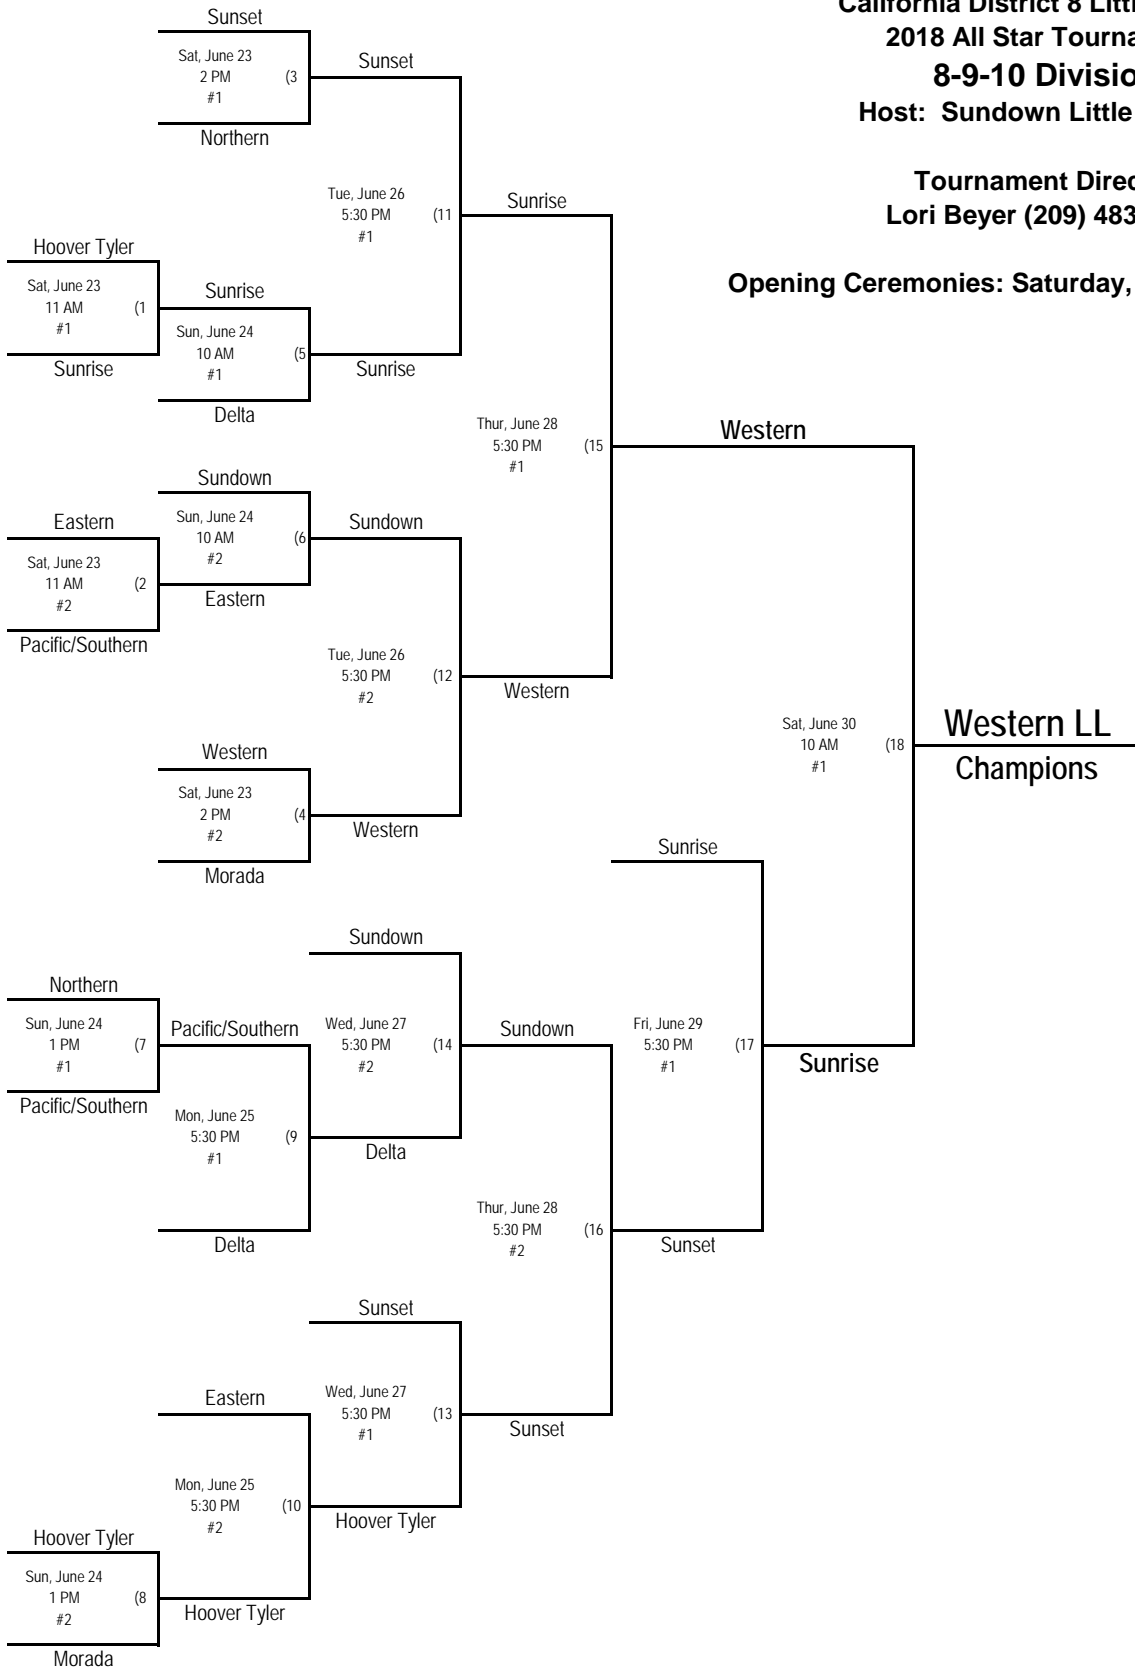 California District 8 Littl
2018 All Star Tourna
8-9-10 Divisio
Host: Sundown Little
Tournament Direc
Lori Beyer (209) 483
Opening Ceremonies: Saturday,
Sunset
Sat, June 23
2 PM (3
#1
Northern
Sunset
Tue, June 26
5:30 PM (11
#1
Hoover Tyler
Sat, June 23
11 AM (1
#1
Sunrise
Sunrise
Sun, June 24
10 AM (5
#1
Delta
Sunrise
Sunrise
Thur, June 28
5:30 PM (15
#1
Western
Sundown
Sun, June 24
10 AM (6
#2
Eastern
Eastern
Sat, June 23
11 AM (2
#2
Pacific/Southern
Sundown
Tue, June 26
5:30 PM (12
#2
Western
Western
Sat, June 23
2 PM (4
#2
Morada
Western
Sat, June 30
10 AM (18
#1
Western LL
Champions
Sunrise
Sundown
Northern
Sun, June 24
1 PM (7
#1
Pacific/Southern
Pacific/Southern
Mon, June 25
5:30 PM (9
#1
Delta
Wed, June 27
5:30 PM (14
#2
Delta
Sundown
Fri, June 29
5:30 PM (17
#1
Sunrise
Thur, June 28
5:30 PM (16
#2
Sunset
Sunset
Wed, June 27
5:30 PM (13
#1
Sunset
Eastern
Mon, June 25
5:30 PM (10
#2
Hoover Tyler
Hoover Tyler
Sun, June 24
1 PM (8
#2
Hoover Tyler
Morada